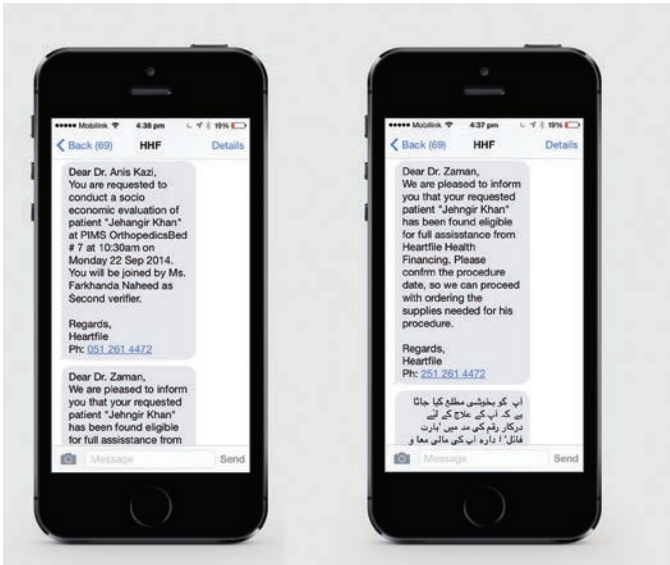 Mobilink 4:38 pm 19%
Back (69) HHF Details
Dear Dr. Anis Kazi,
You are requested to
conduct a socio
economic evaluation of
patient "Jehangir Khan"
at PIMS OrthopedicsBed
# 7 at 10:30am on
Monday 22 Sep 2014.
You will be joined by Ms.
Farkhanda Naheed as
Second verifier.
Regards,
Heartfile
Ph: 051 261 4472
Dear Dr. Zaman,
We are pleased to inform
you that your requested
patient "Jehngir Khan"
has been found eligible
for full assisstance from
Message Send
Mobilink 4:37 pm 19%
Back (69) HHF Details
Dear Dr. Zaman,
We are pleased to inform
you that your requested
patient "Jehngir Khan"
has been found eligible
for full assisstance from
Heartfile Health
Financing. Please
confrm the procedure
date, so we can proceed
with ordering the
supplies needed for his
procedure.
Regards,
Heartfile
Ph: 251 261 4472
آپ کو بخوشی مطلع کیا جاتا
ہے کہ آپ کے علاج کے لئے
درکار رقم کی مد میں 'ہارٹ
فائل' ادارہ آپ کی مالی معا و
Message Send